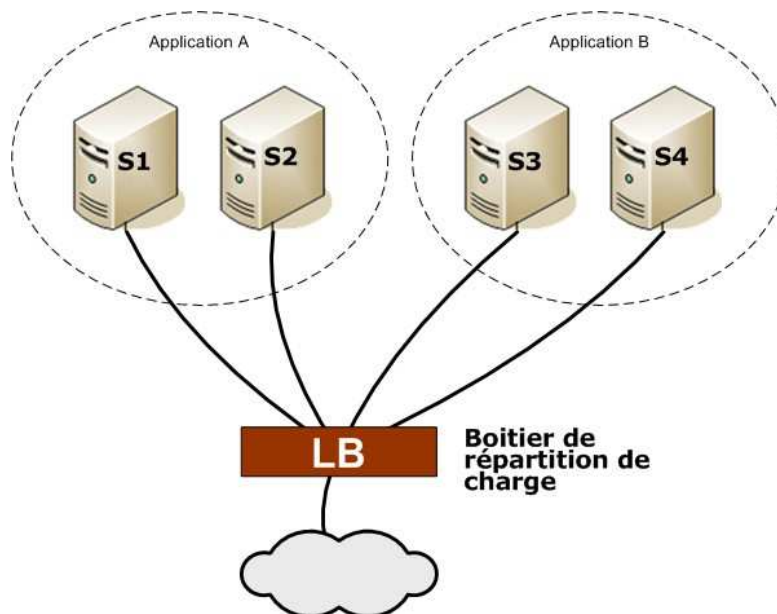 Application A
Application B
S1
S2
S3
S4
LB
Boitier de
répartition de
charge